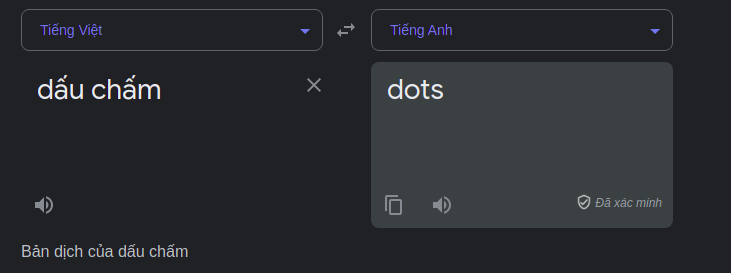 Tiếng Việt
Tiếng Anh
dấu chấm
dots
Đã xác minh
Bản dịch của dấu chấm